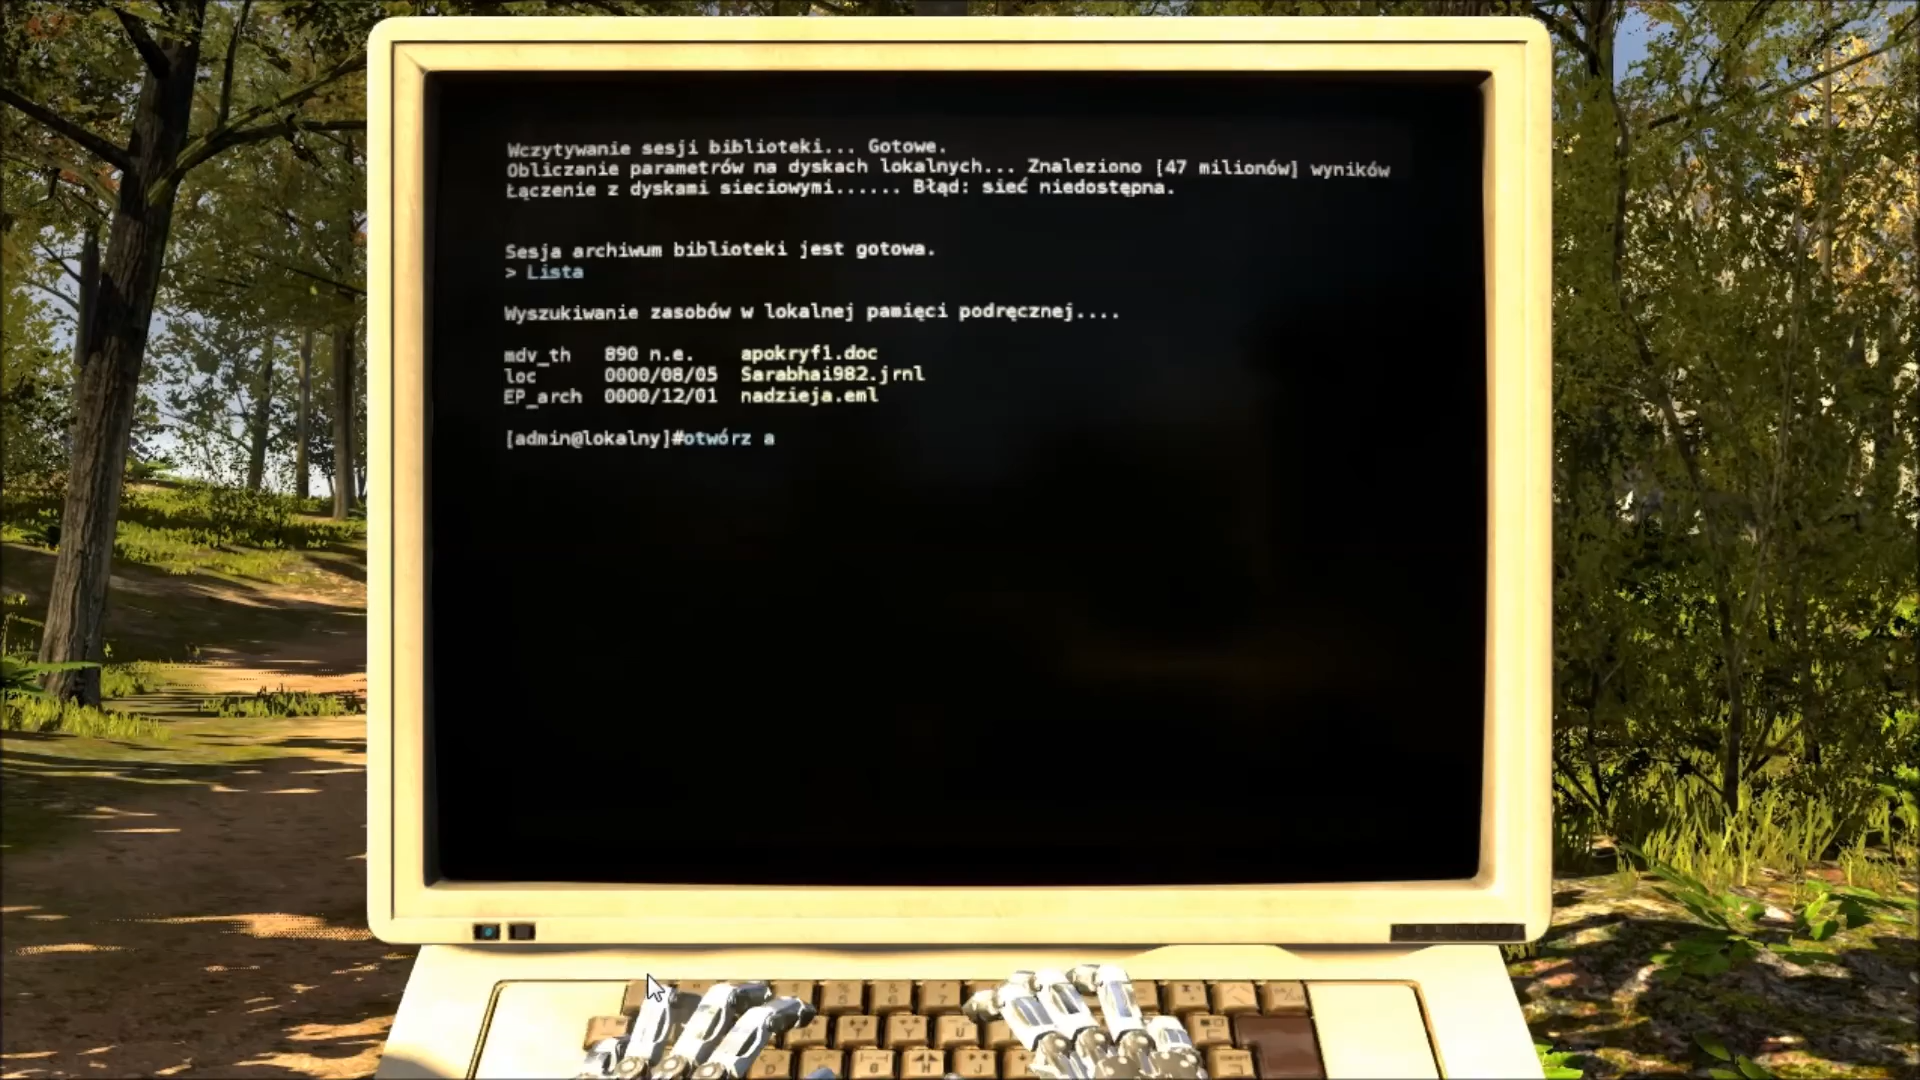 Wczytywanie sesji biblioteki... Gotowe.
Obliczanie parametrów na dyskach lokalnych... Znaleziono [47 milionów] wyników
Łączenie z dyskami sieciowymi...... Błąd: sieć niedostępna.
Sesja archiwum biblioteki jest gotowa.
> Lista
Wyszukiwanie zasobów w lokalnej pamięci podręcznej....
mdv_th 890 n.e. apokryf1.doc
loc 0000/08/05 Sarabhai982.jrnl
EP_arch 0000/12/01 nadzieja.eml
[admin@lokalny]#otwórz a